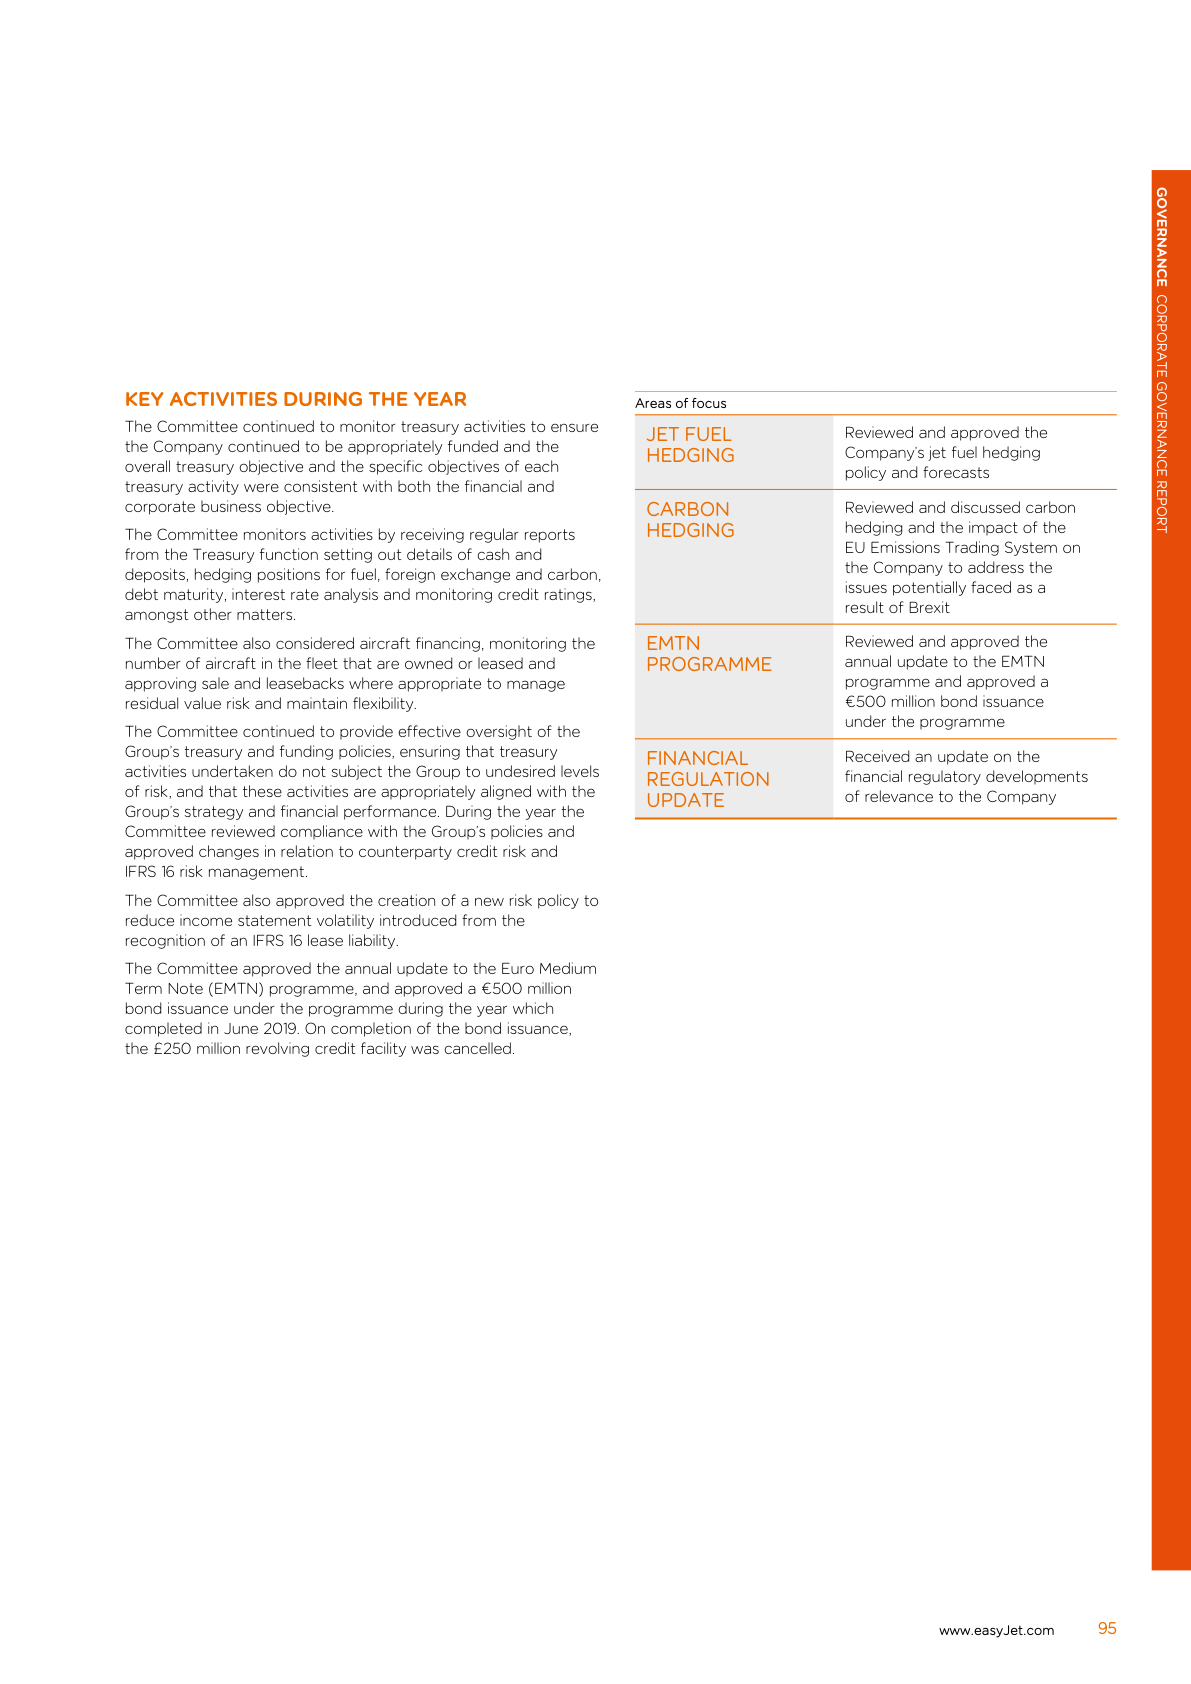 KEY ACTIVITIES DURING THE YEAR
The Committee continued to monitor treasury activities to ensure
the Company continued to be appropriately funded and the
overall treasury objective and the specific objectives of each
treasury activity were consistent with both the financial and
corporate business objective.
The Committee monitors activities by receiving regular reports
from the Treasury function setting out details of cash and
deposits, hedging positions for fuel, foreign exchange and carbon,
debt maturity, interest rate analysis and monitoring credit ratings,
amongst other matters.
The Committee also considered aircraft financing, monitoring the
number of aircraft in the fleet that are owned or leased and
approving sale and leasebacks where appropriate to manage
residual value risk and maintain flexibility.
The Committee continued to provide effective oversight of the
Group's treasury and funding policies, ensuring that treasury
activities undertaken do not subject the Group to undesired levels
of risk, and that these activities are appropriately aligned with the
Group's strategy and financial performance. During the year the
Committee reviewed compliance with the Group's policies and
approved changes in relation to counterparty credit risk and
IFRS 16 risk management.
The Committee also approved the creation of a new risk policy to
reduce income statement volatility introduced from the
recognition of an IFRS 16 lease liability.
The Committee approved the annual update to the Euro Medium
Term Note (EMTN) programme, and approved a €500 million
bond issuance under the programme during the year which
completed in June 2019. On completion of the bond issuance,
the £250 million revolving credit facility was cancelled.
Areas of focus
JET FUEL
HEDGING
Reviewed and approved the
Company's jet fuel hedging
policy and forecasts
CARBON
HEDGING
Reviewed and discussed carbon
hedging and the impact of the
EU Emissions Trading System on
the Company to address the
issues potentially faced as a
result of Brexit
EMTN
PROGRAMME
Reviewed and approved the
annual update to the EMTN
programme and approved a
€500 million bond issuance
under the programme
FINANCIAL
REGULATION
UPDATE
Received an update on the
financial regulatory developments
of relevance to the Company
GOVERNANCE CORPORATE GOVERNANCE REPORT
www.easyJet.com 95